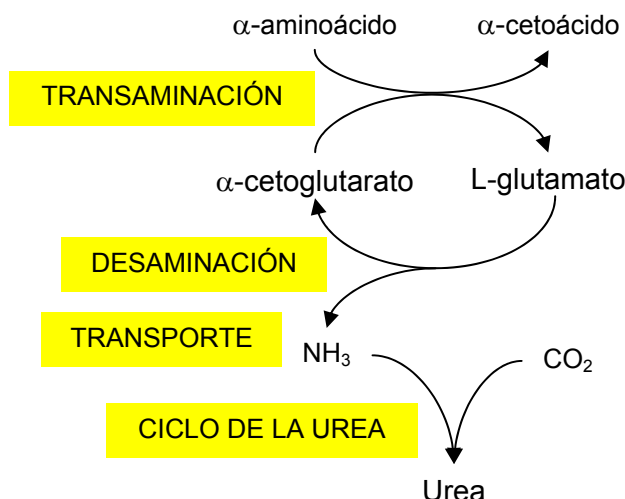 α-aminoácido α-cetoácido
TRANSAMINACIÓN
α-cetoglutarato L-glutamato
DESAMINACIÓN
TRANSPORTE
NH₃ CO₂
CICLO DE LA UREA
Urea